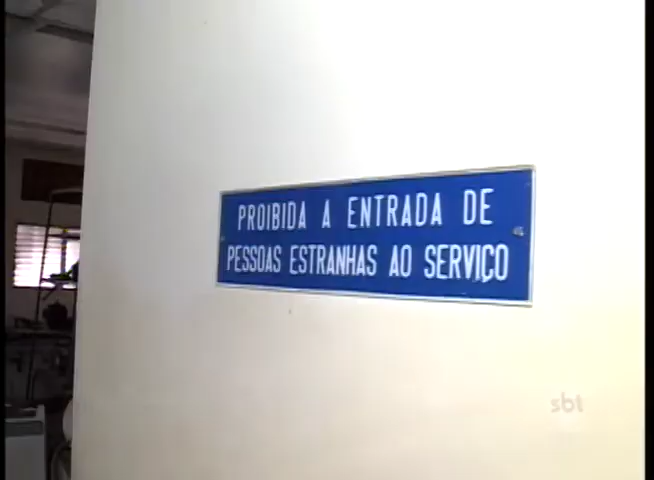 PROIBIDA A ENTRADA DE
PESSOAS ESTRANHAS AO SERVIÇO
sbt